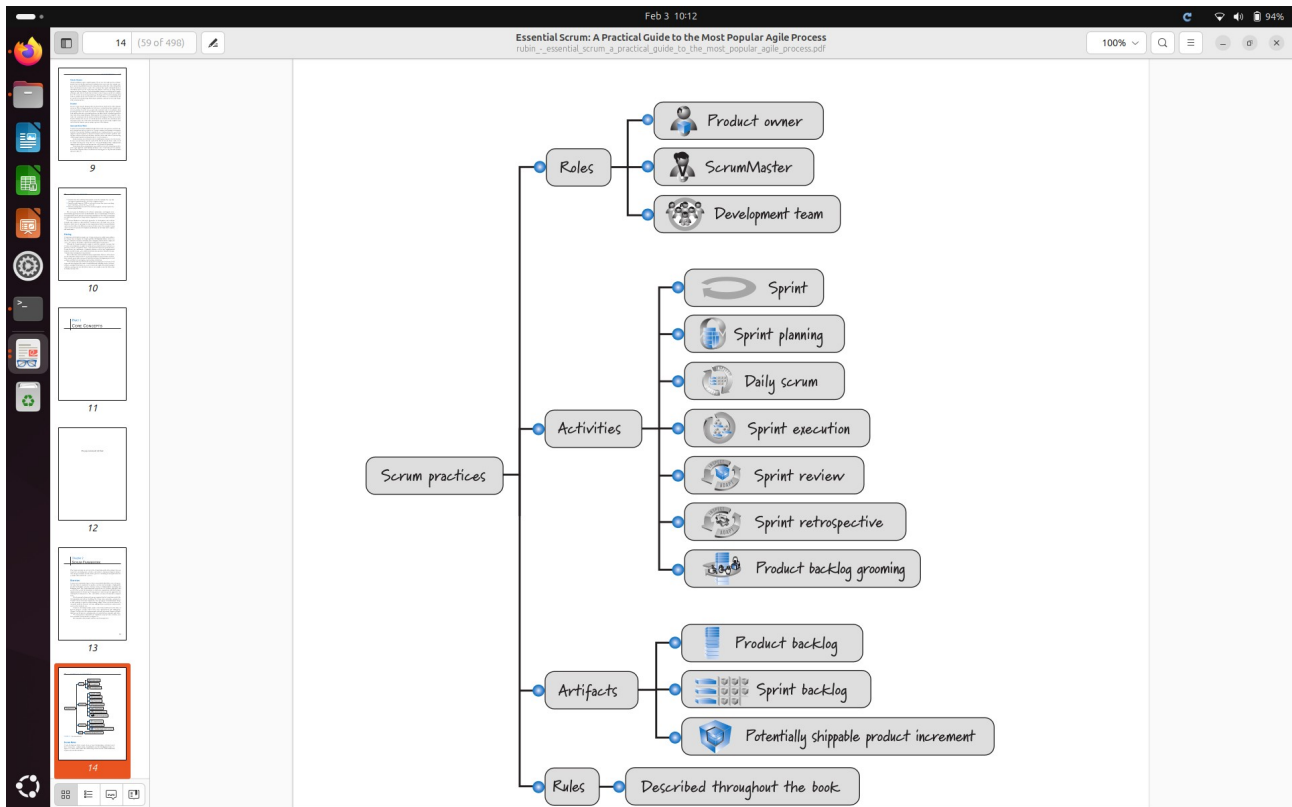 Feb 3 10:12
94%
14 (59 of 498)
Essential Scrum: A Practical Guide to the Most Popular Agile Process
rubin_-_essential_scrum_a_practical_guide_to_the_most_popular_agile_process.pdf
100%
9
10
CORE CONCEPTS
11
12
13
14
Scrum practices
Roles
Product owner
ScrumMaster
Development team
Activities
Sprint
Sprint planning
Daily scrum
Sprint execution
Sprint review
Sprint retrospective
Product backlog grooming
Artifacts
Product backlog
Sprint backlog
Potentially shippable product increment
Rules
Described throughout the book